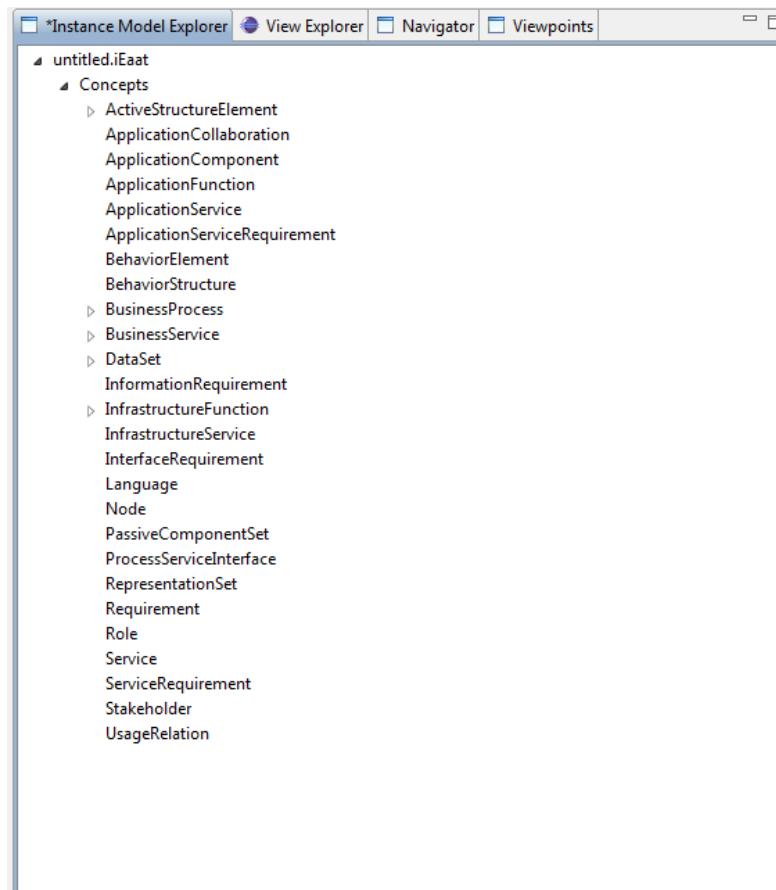 *Instance Model Explorer View Explorer Navigator Viewpoints
untitled.iEaat
Concepts
ActiveStructureElement
ApplicationCollaboration
ApplicationComponent
ApplicationFunction
ApplicationService
ApplicationServiceRequirement
BehaviorElement
BehaviorStructure
BusinessProcess
BusinessService
DataSet
InformationRequirement
InfrastructureFunction
InfrastructureService
InterfaceRequirement
Language
Node
PassiveComponentSet
ProcessServiceInterface
RepresentationSet
Requirement
Role
Service
ServiceRequirement
Stakeholder
UsageRelation